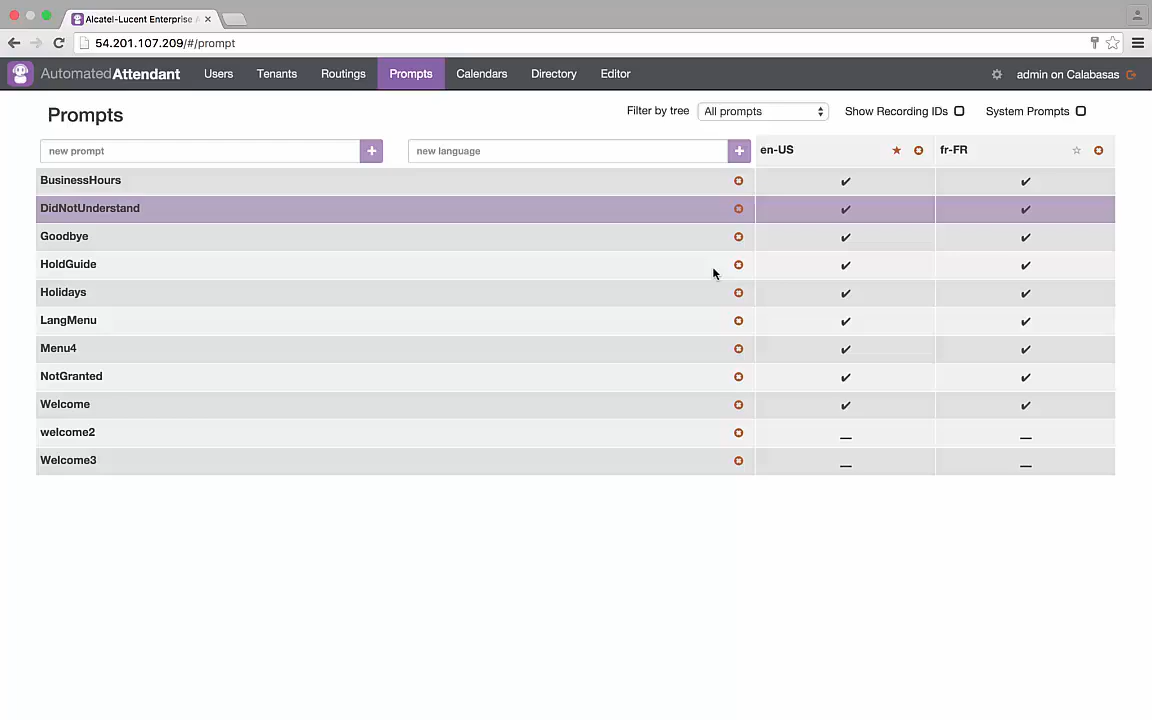 Alcatel-Lucent Enterprise
54.201.107.209/#/prompt
AutomatedAttendant Users Tenants Routings Prompts Calendars Directory Editor admin on Calabasas
Prompts Filter by tree All prompts Show Recording IDs System Prompts
new prompt + new language + en-US ★ fr-FR ☆
BusinessHours ✔ ✔
DidNotUnderstand ✔ ✔
Goodbye ✔ ✔
HoldGuide ✔ ✔
Holidays ✔ ✔
LangMenu ✔ ✔
Menu4 ✔ ✔
NotGranted ✔ ✔
Welcome ✔ ✔
welcome2 — —
Welcome3 — —